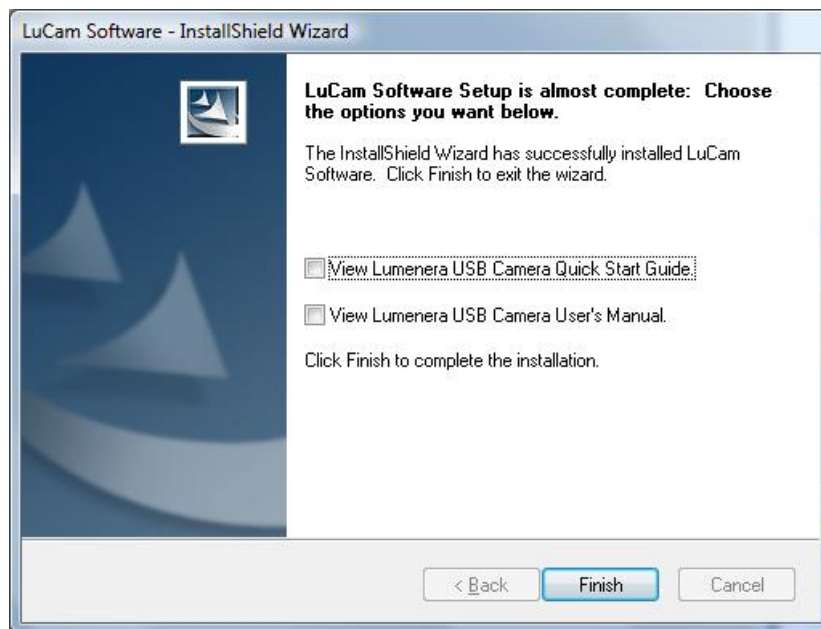 LuCam Software - InstallShield Wizard
LuCam Software Setup is almost complete:  Choose
the options you want below.
The InstallShield Wizard has successfully installed LuCam
Software.  Click Finish to exit the wizard.
View Lumenera USB Camera Quick Start Guide.
View Lumenera USB Camera User's Manual.
Click Finish to complete the installation.
< Back
Finish
Cancel